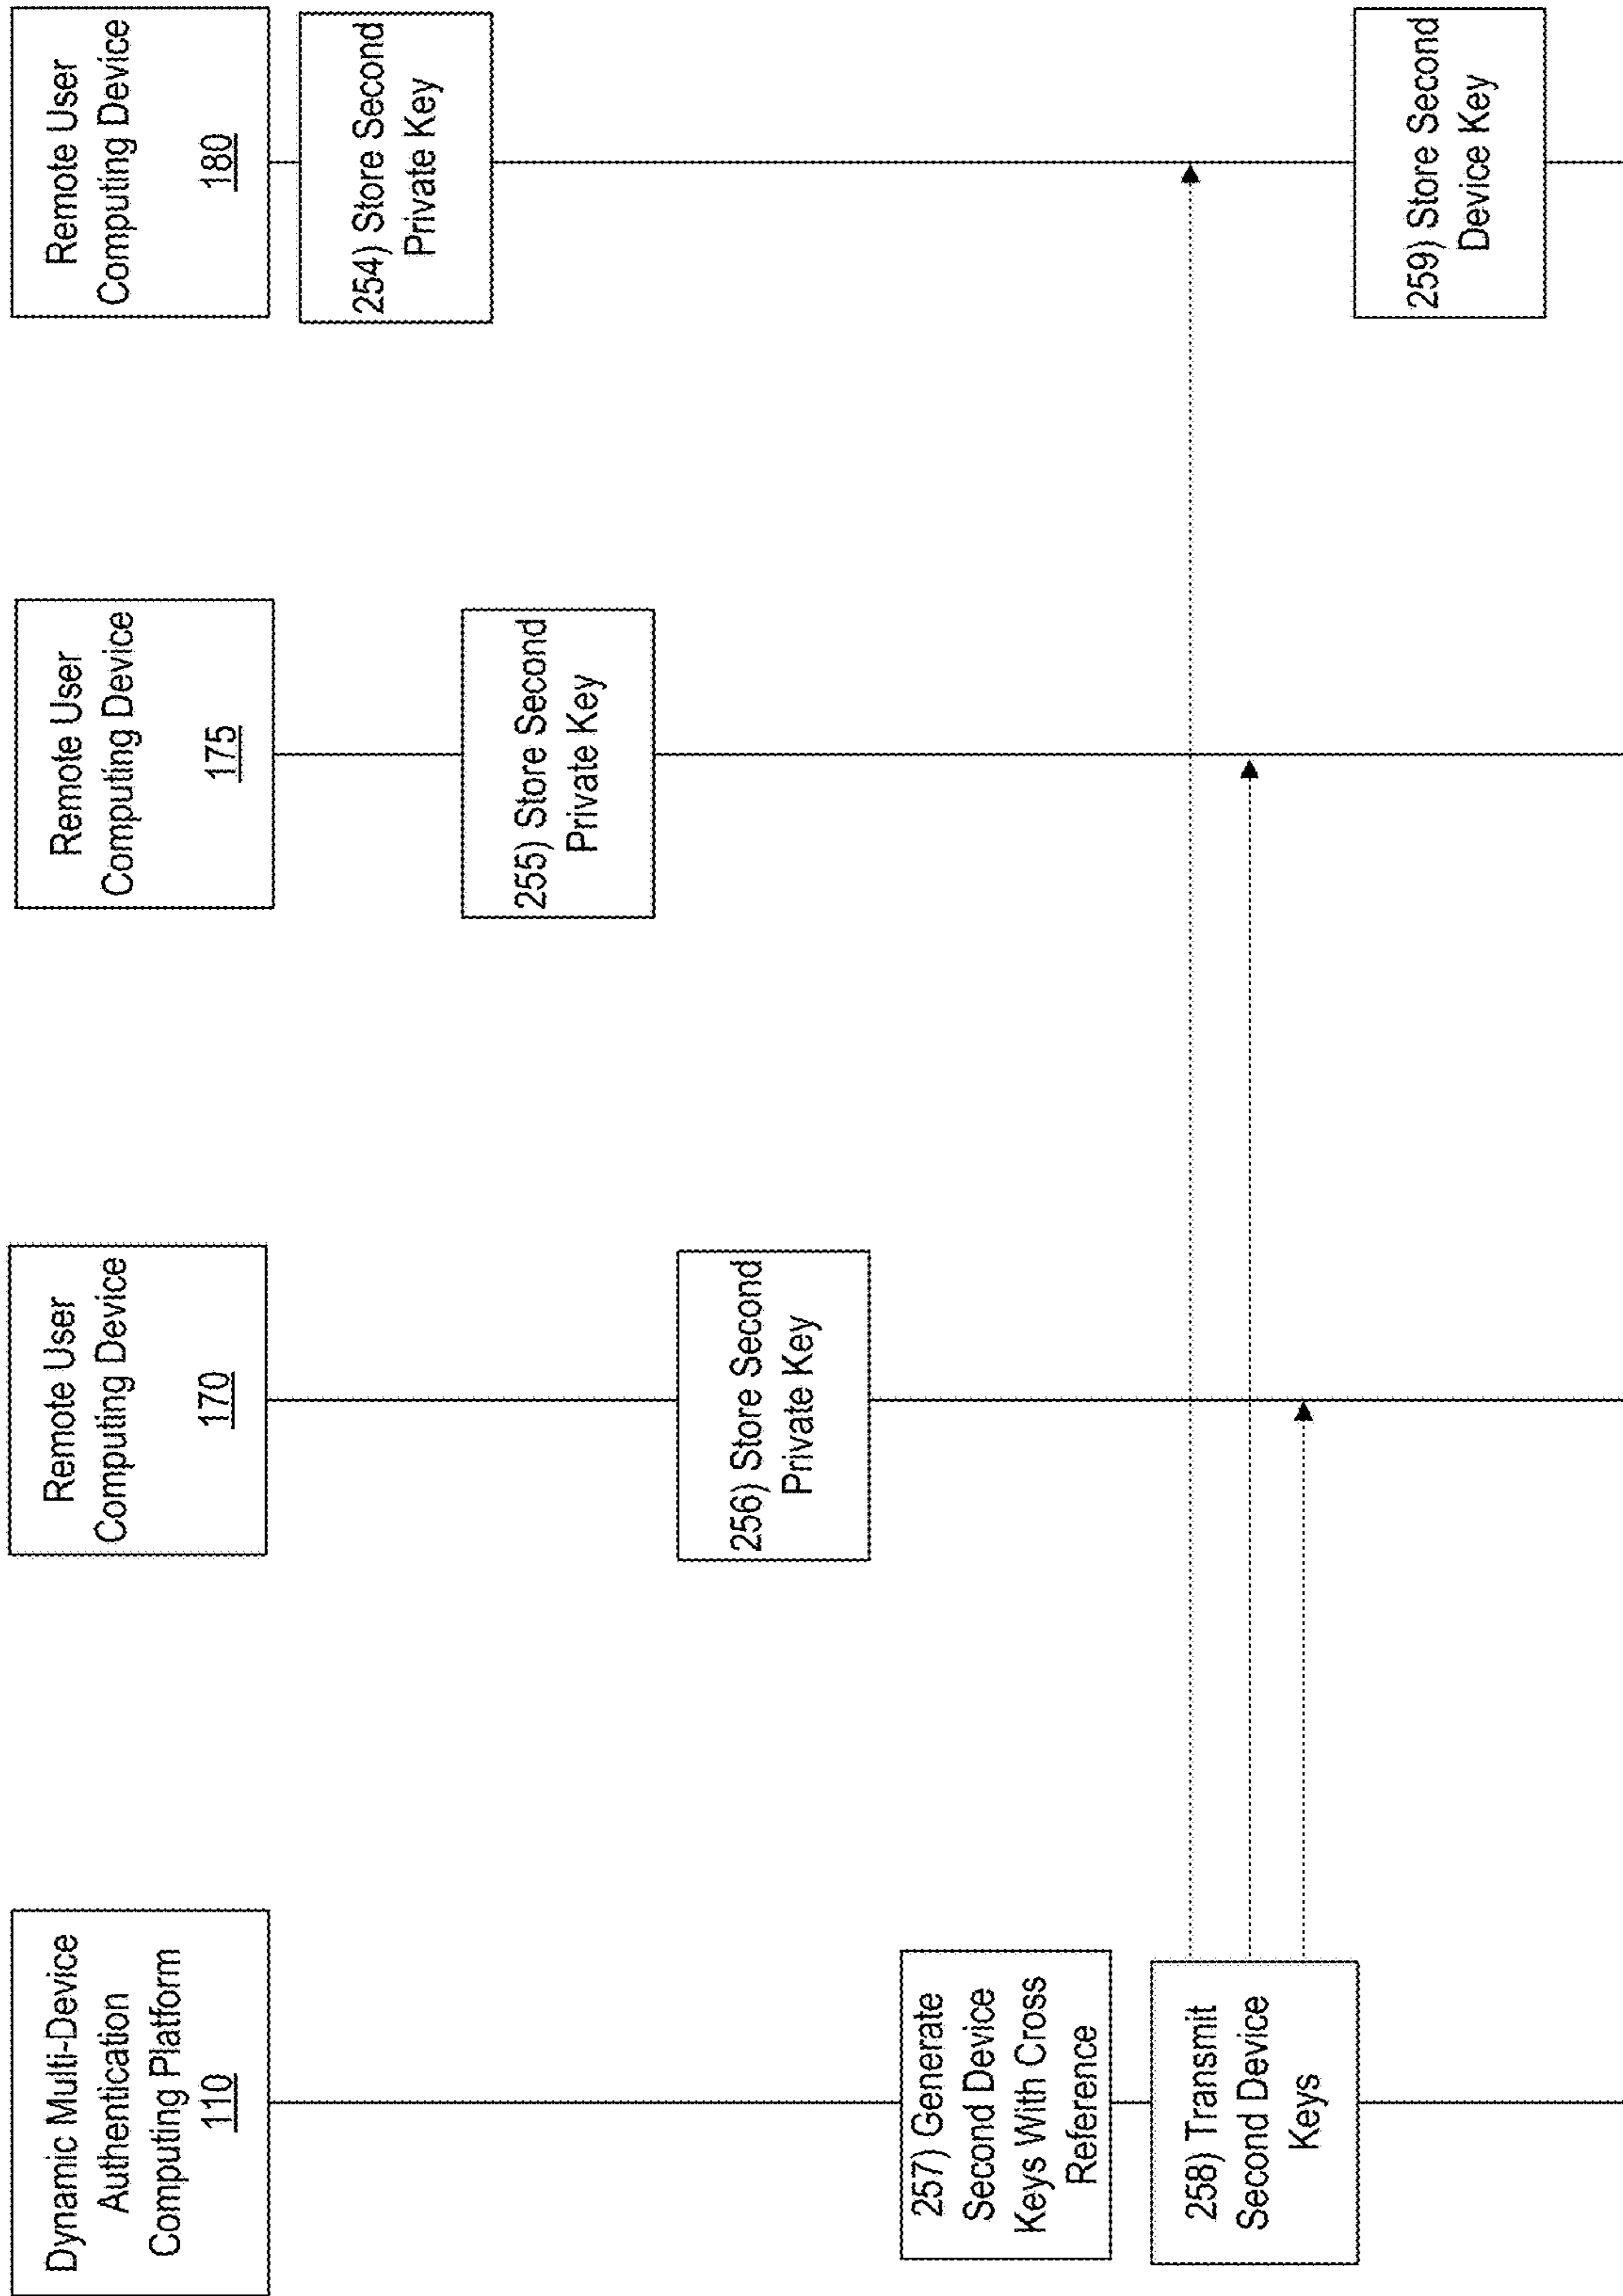 Dynamic Multi-Device
Authentication
Computing Platform
110
Remote User
Computing Device
170
Remote User
Computing Device
175
Remote User
Computing Device
180
254) Store Second
Private Key
255) Store Second
Private Key
256) Store Second
Private Key
257) Generate
Second Device
Keys With Cross
Reference
258) Transmit
Second Device
Keys
259) Store Second
Device Key